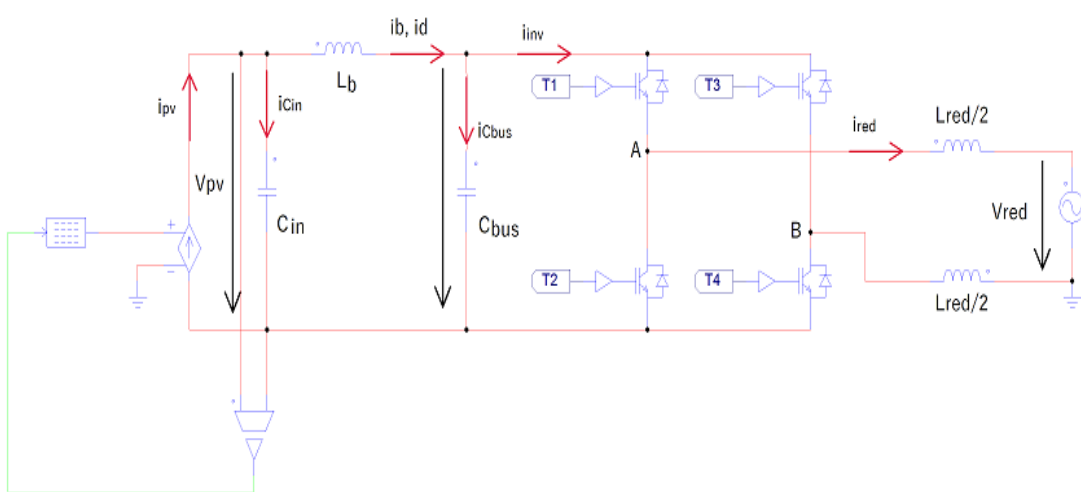 ib, id
iinv
Lb
ipv
iCin
iCbus
T1
T3
ired
Lred/2
A
Vpv
Cin
Cbus
Vred
+
B
−
T2
T4
Lred/2